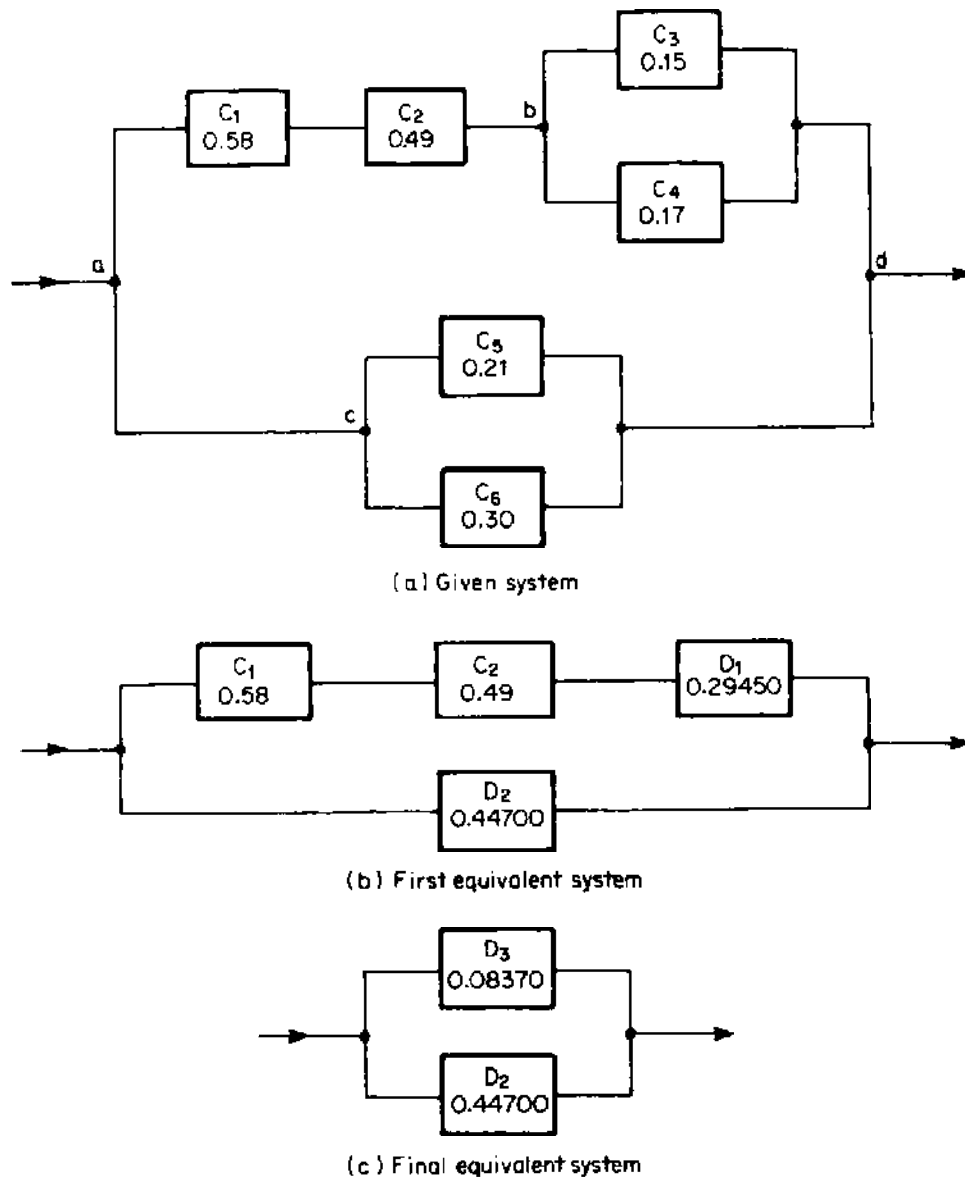 C₃
0.15
C₁
0.58
C₂
0.49
b
C₄
0.17
a
d
C₅
0.21
c
C₆
0.30
(a) Given system
C₁
0.58
C₂
0.49
D₁
0.29450
D₂
0.44700
(b) First equivalent system
D₃
0.08370
D₂
0.44700
(c) Final equivalent system